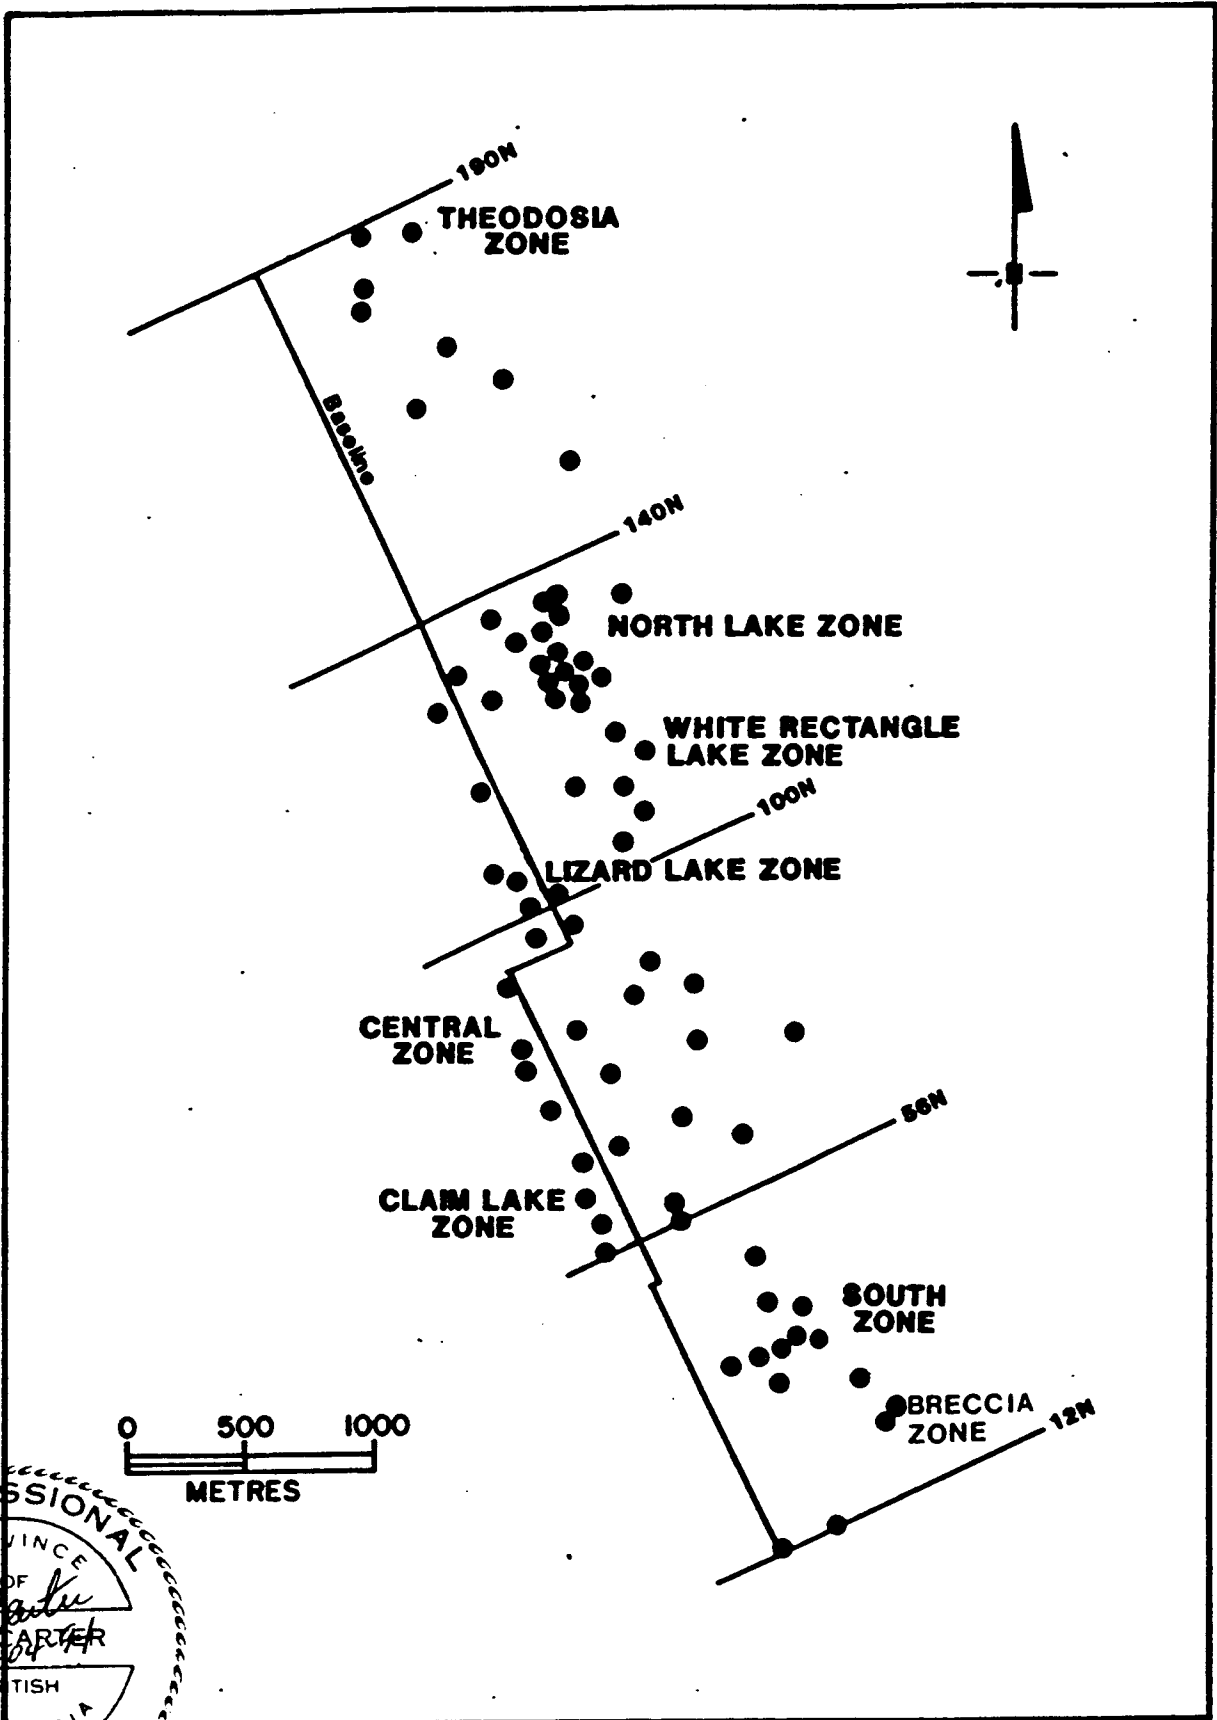 190N
THEODOSIA
ZONE
Baseline
140N
NORTH LAKE ZONE
WHITE RECTANGLE
LAKE ZONE
100N
LIZARD LAKE ZONE
CENTRAL
ZONE
56N
CLAIM LAKE
ZONE
SOUTH
ZONE
BRECCIA
ZONE
12N
0 500 1000
METRES
SSIONAL
VINCE
OF
CARTER
TISH